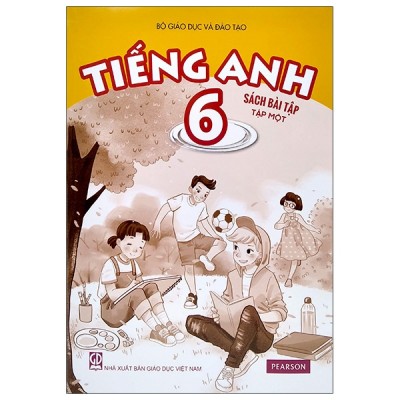 BỘ GIÁO DỤC VÀ ĐÀO TẠO
TIẾNG ANH
6
SÁCH BÀI TẬP
TẬP MỘT
GD
NHÀ XUẤT BẢN GIÁO DỤC VIỆT NAM
PEARSON